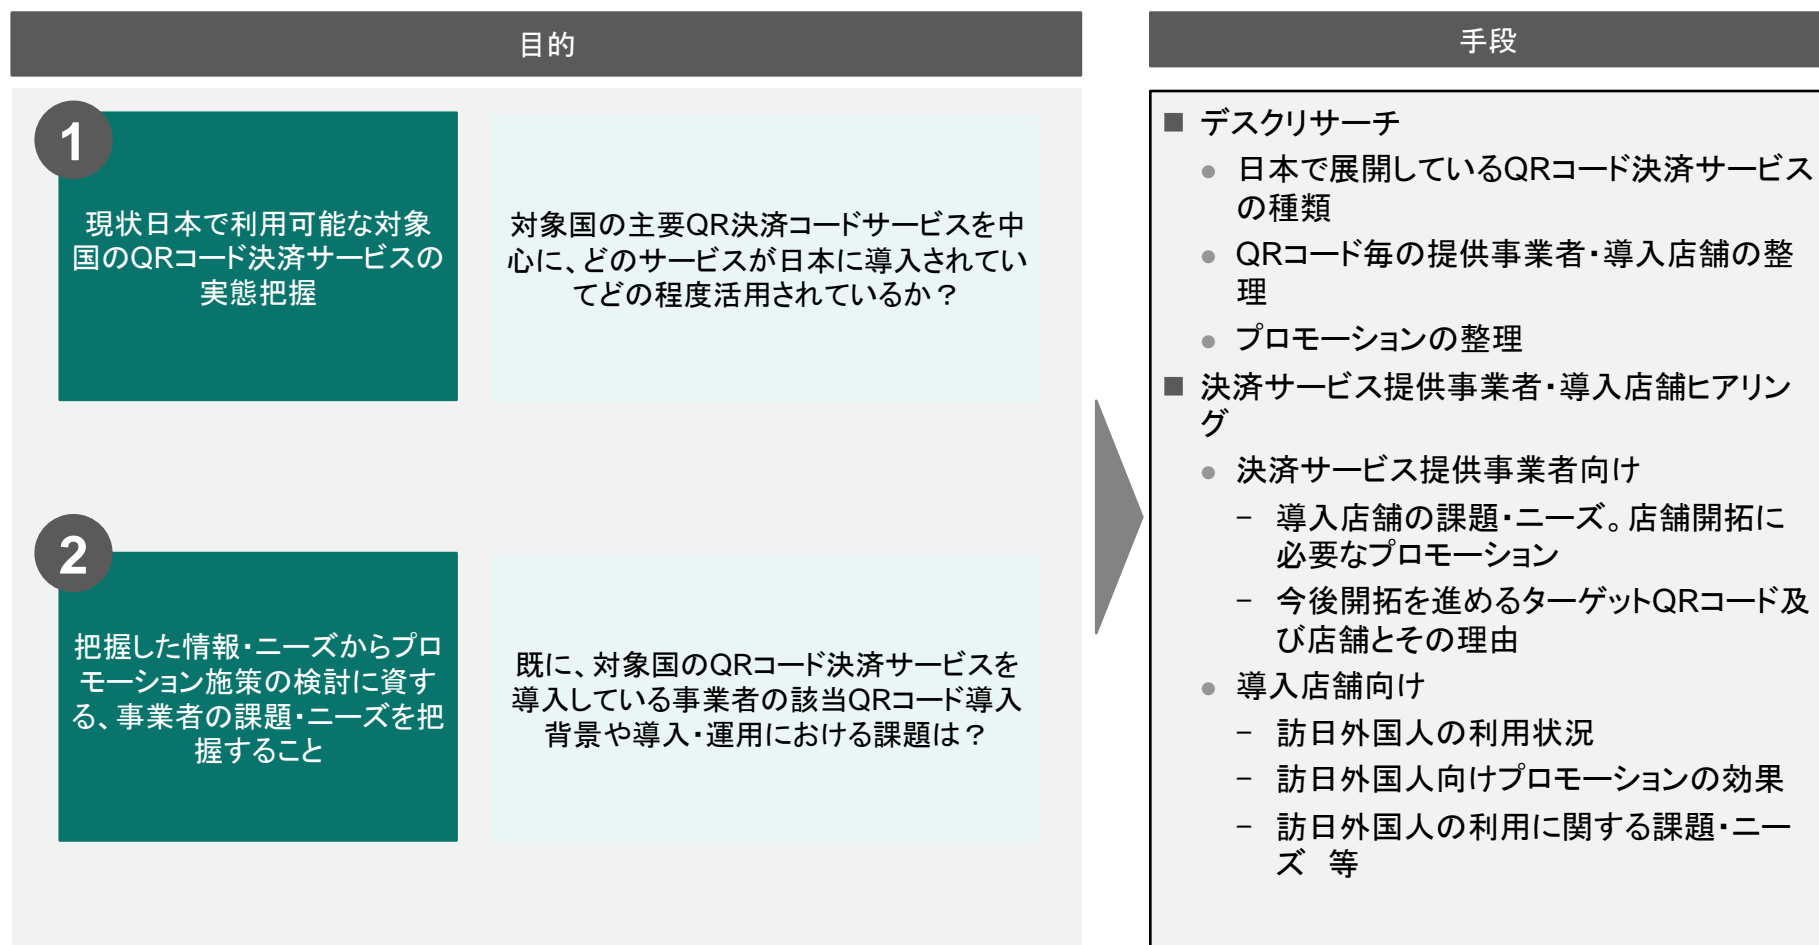 目的
1
現状日本で利用可能な対象
国のQRコード決済サービスの
実態把握
対象国の主要QR決済コードサービスを中
心に、どのサービスが日本に導入されてい
てどの程度活用されているか？
2
把握した情報・ニーズからプロ
モーション施策の検討に資す
る、事業者の課題・ニーズを把
握すること
既に、対象国のQRコード決済サービスを
導入している事業者の該当QRコード導入
背景や導入・運用における課題は？
手段
■ デスクリサーチ
● 日本で展開しているQRコード決済サービス
の種類
● QRコード毎の提供事業者・導入店舗の整
理
● プロモーションの整理
■ 決済サービス提供事業者・導入店舗ヒアリン
グ
● 決済サービス提供事業者向け
− 導入店舗の課題・ニーズ。店舗開拓に
必要なプロモーション
− 今後開拓を進めるターゲットQRコード及
び店舗とその理由
● 導入店舗向け
− 訪日外国人の利用状況
− 訪日外国人向けプロモーションの効果
− 訪日外国人の利用に関する課題・ニー
ズ　等